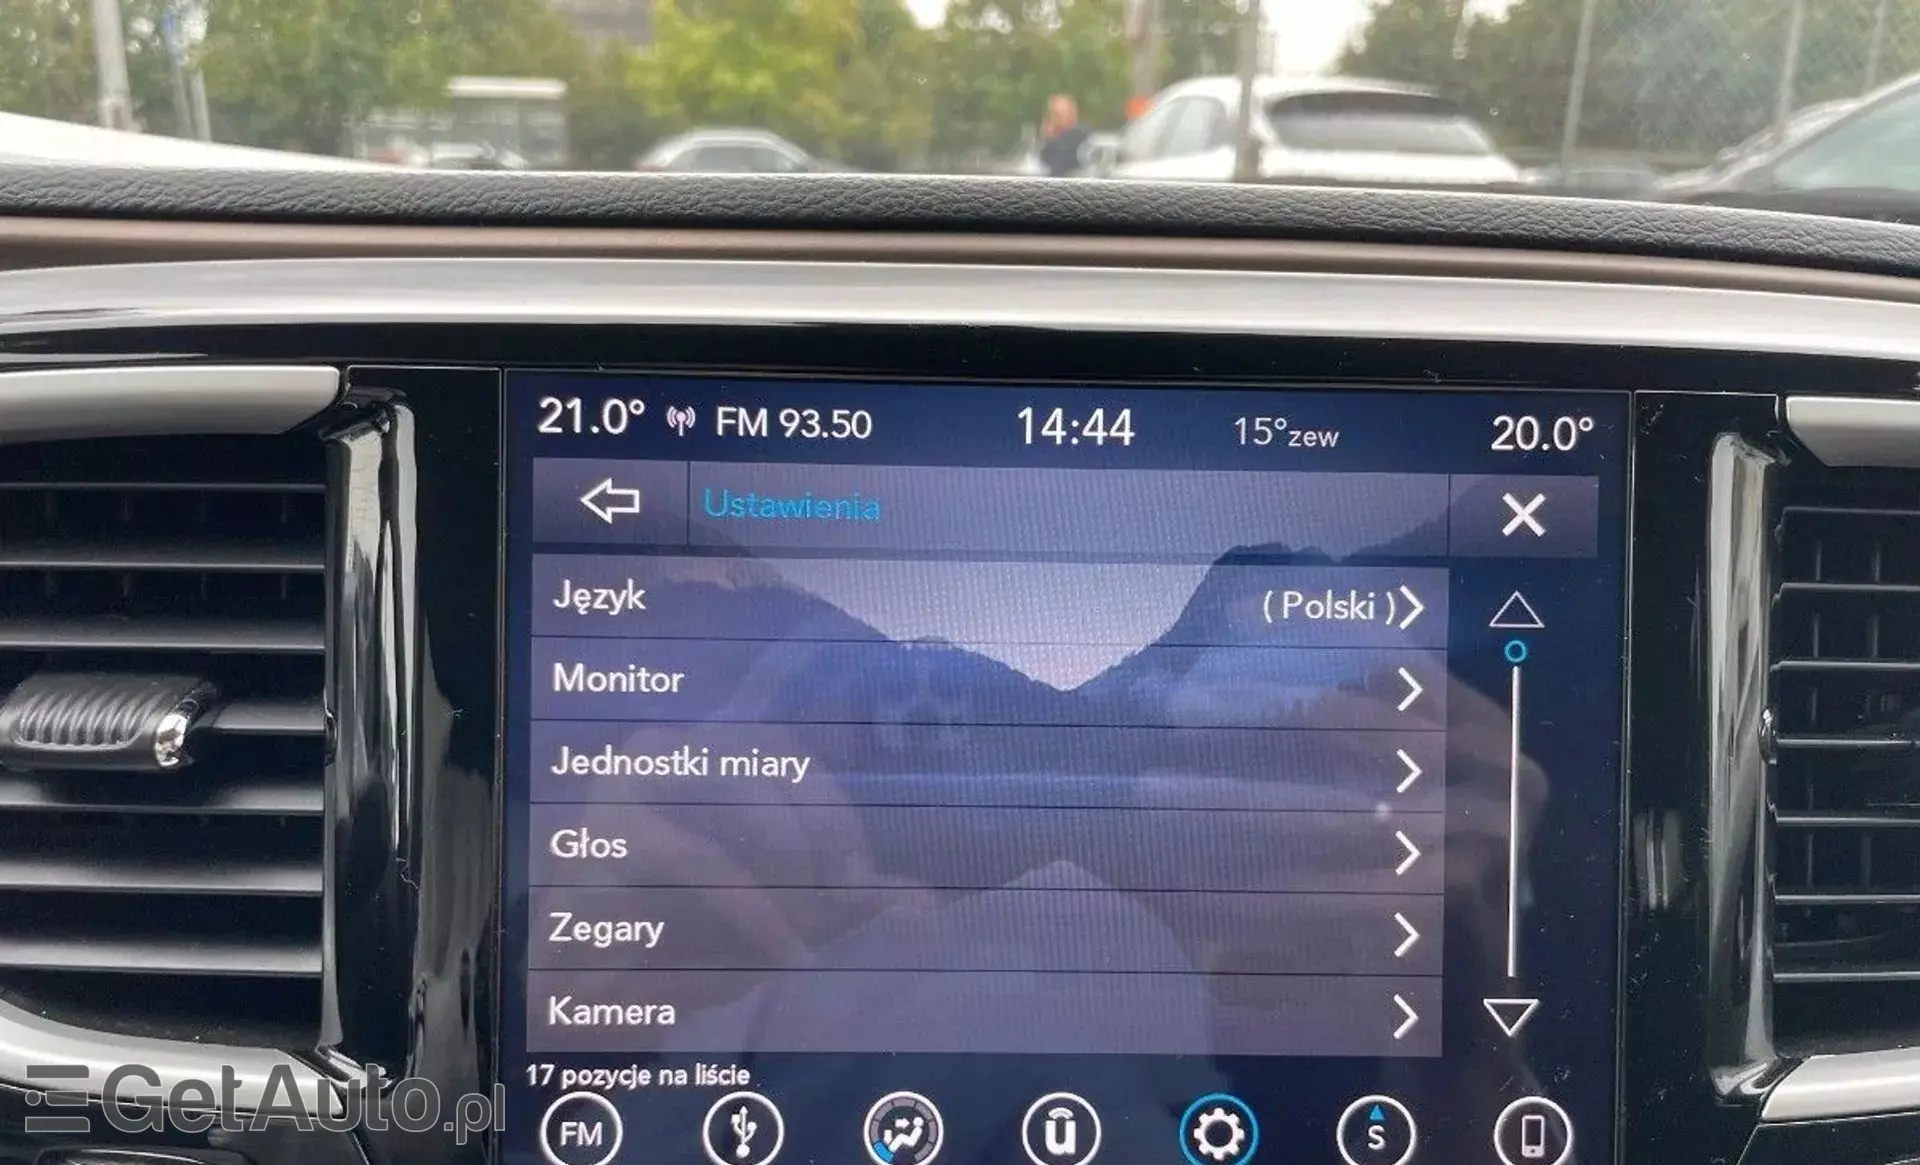 21.0° FM 93.50 14:44 15°zew 20.0°
Ustawienia
Język ( Polski )
Monitor
Jednostki miary
Głos
Zegary
Kamera
17 pozycje na liście
GetAuto.pl
FM u S